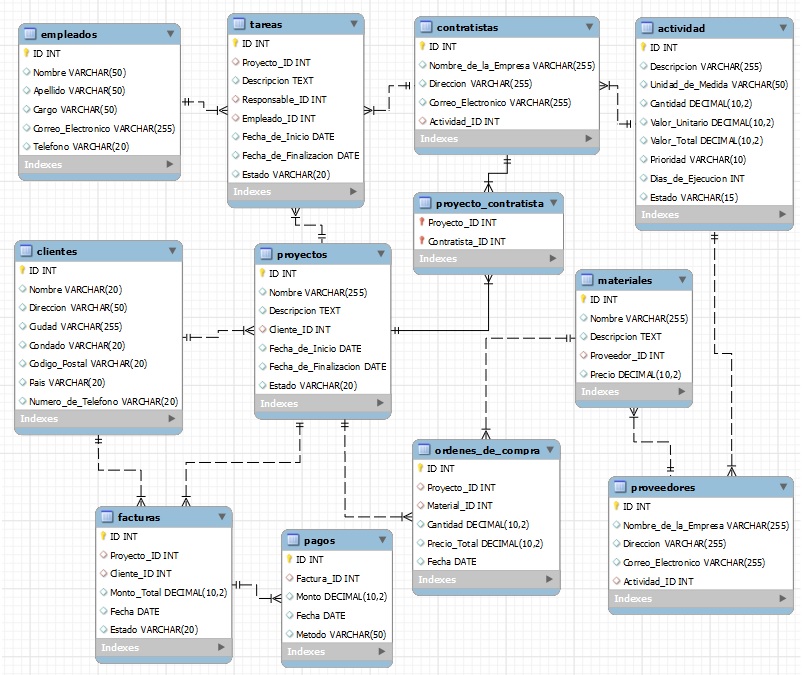 empleados
ID INT
Nombre VARCHAR(50)
Apellido VARCHAR(50)
Cargo VARCHAR(50)
Correo_Electronico VARCHAR(255)
Telefono VARCHAR(20)
Indexes
tareas
ID INT
Proyecto_ID INT
Descripcion TEXT
Responsable_ID INT
Empleado_ID INT
Fecha_de_Inicio DATE
Fecha_de_Finalizacion DATE
Estado VARCHAR(20)
Indexes
contratistas
ID INT
Nombre_de_la_Empresa VARCHAR(255)
Direccion VARCHAR(255)
Correo_Electronico VARCHAR(255)
Actividad_ID INT
Indexes
actividad
ID INT
Descripcion VARCHAR(255)
Unidad_de_Medida VARCHAR(50)
Cantidad DECIMAL(10,2)
Valor_Unitario DECIMAL(10,2)
Valor_Total DECIMAL(10,2)
Prioridad VARCHAR(10)
Dias_de_Ejecucion INT
Estado VARCHAR(15)
Indexes
proyecto_contratista
Proyecto_ID INT
Contratista_ID INT
Indexes
clientes
ID INT
Nombre VARCHAR(20)
Direccion VARCHAR(50)
Ciudad VARCHAR(255)
Condado VARCHAR(20)
Codigo_Postal VARCHAR(20)
Pais VARCHAR(20)
Numero_de_Telefono VARCHAR(20)
Indexes
proyectos
ID INT
Nombre VARCHAR(255)
Descripcion TEXT
Cliente_ID INT
Fecha_de_Inicio DATE
Fecha_de_Finalizacion DATE
Estado VARCHAR(20)
Indexes
materiales
ID INT
Nombre VARCHAR(255)
Descripcion TEXT
Proveedor_ID INT
Precio DECIMAL(10,2)
Indexes
ordenes_de_compra
ID INT
Proyecto_ID INT
Material_ID INT
Cantidad DECIMAL(10,2)
Precio_Total DECIMAL(10,2)
Fecha DATE
Indexes
proveedores
ID INT
Nombre_de_la_Empresa VARCHAR(255)
Direccion VARCHAR(255)
Correo_Electronico VARCHAR(255)
Actividad_ID INT
Indexes
facturas
ID INT
Proyecto_ID INT
Cliente_ID INT
Monto_Total DECIMAL(10,2)
Fecha DATE
Estado VARCHAR(20)
Indexes
pagos
ID INT
Factura_ID INT
Monto DECIMAL(10,2)
Fecha DATE
Metodo VARCHAR(50)
Indexes